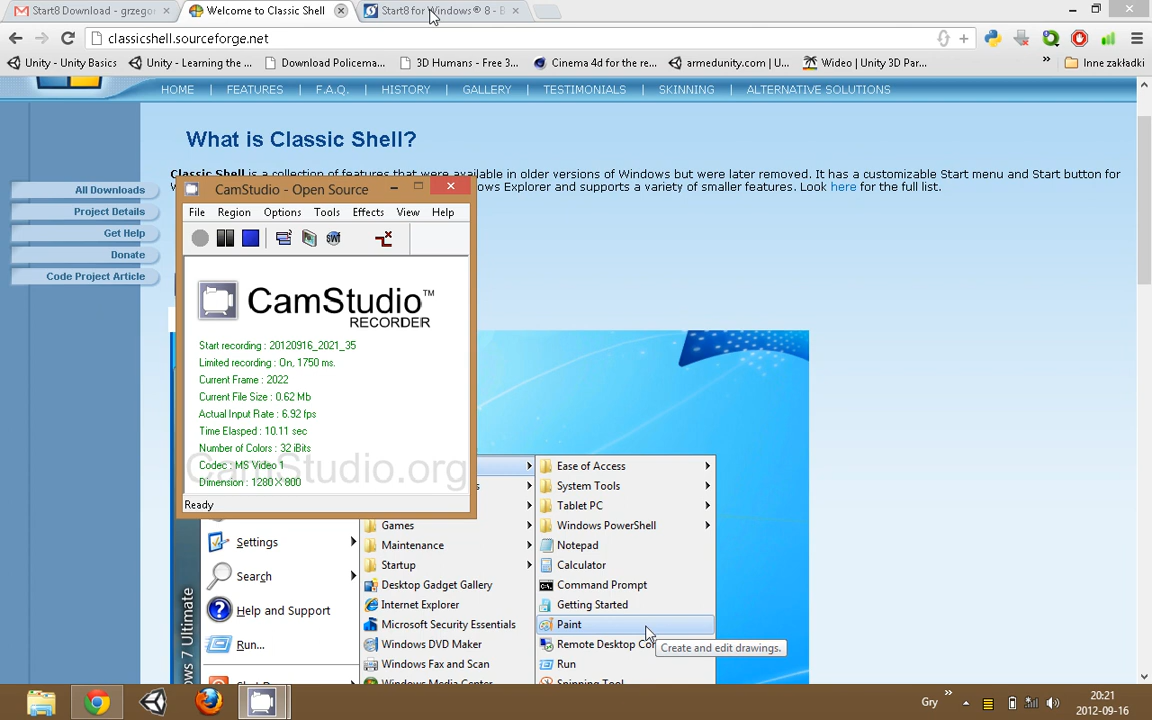 Start8 Download - grzegor
Welcome to Classic Shell
Start8 for Windows® 8 - B
classicshell.sourceforge.net
Unity - Unity Basics
Unity - Learning the ...
Download Policema...
3D Humans - Free 3...
Cinema 4d for the re...
armedunity.com | U...
Wideo | Unity 3D Par...
Inne zakładki
HOME | FEATURES | F.A.Q. | HISTORY | GALLERY | TESTIMONIALS | SKINNING | ALTERNATIVE SOLUTIONS
What is Classic Shell?
Classic Shell is a collection of features that were available in older versions of Windows but were later removed. It has a customizable Start menu and Start button for
ows Explorer and supports a variety of smaller features. Look here for the full list.
All Downloads
Project Details
Get Help
Donate
Code Project Article
CamStudio - Open Source
File Region Options Tools Effects View Help
SWF
CamStudio™
RECORDER
Start recording : 20120916_2021_35
Limited recording : On, 1750 ms.
Current Frame : 2022
Current File Size : 0.62 Mb
Actual Input Rate : 6.92 fps
Time Elasped : 10.11 sec
Number of Colors : 32 iBits
Codec : MS Video 1
Dimension : 1280 X 800
CamStudio.org
Ready
Settings
Search
Help and Support
Run...
ows 7 Ultimate
Games
Maintenance
Startup
Desktop Gadget Gallery
Internet Explorer
Microsoft Security Essentials
Windows DVD Maker
Windows Fax and Scan
Windows Media Center
Ease of Access
System Tools
Tablet PC
Windows PowerShell
Notepad
Calculator
Command Prompt
Getting Started
Paint
Remote Desktop Co
Run
Create and edit drawings.
Gry
20:21
2012-09-16